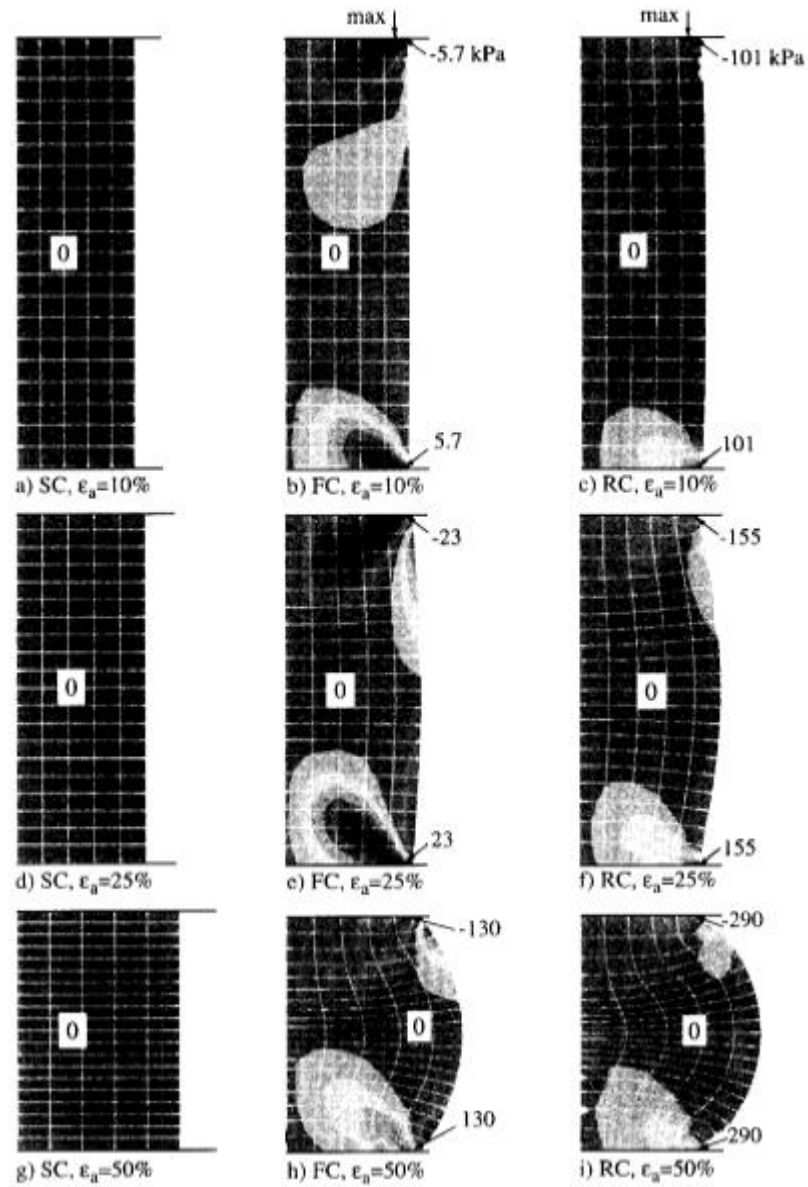 max
max
-5.7 kPa
-101 kPa
0
0
0
5.7
101
a) SC, εa=10%
b) FC, εa=10%
c) RC, εa=10%
-23
-155
0
0
0
23
155
d) SC, εa=25%
e) FC, εa=25%
f) RC, εa=25%
-130
-290
0
0
0
130
290
g) SC, εa=50%
h) FC, εa=50%
i) RC, εa=50%